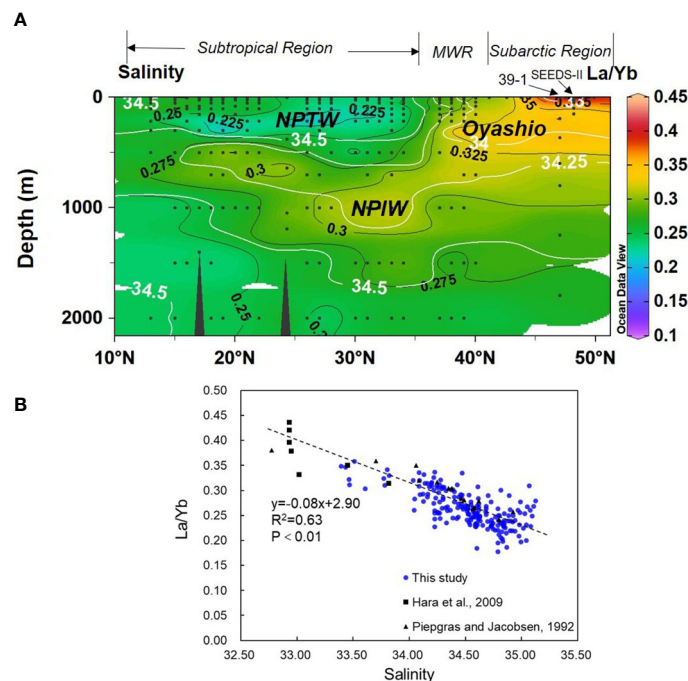 A
Subtropical Region MWR Subarctic Region
Salinity 39-1 SEEDS-II La/Yb
0
1000
2000
Depth (m)
34.5 0.25 0.225 NPTW 0.225 34.5
0.335
Oyashio
34
0.325
34.25
0.275 0.3
NPIW
0.3
34.5 0.25 34.5 0.275
10°N 20°N 30°N 40°N 50°N
0.45
0.4
0.35
0.3
0.25
0.2
0.15
0.1
Ocean Data View
B
La/Yb
0.50
0.45
0.40
0.35
0.30
0.25
0.20
0.15
0.10
0.05
0.00
y=-0.08x+2.90
R²=0.63
P < 0.01
This study
Hara et al., 2009
Piepgras and Jacobsen, 1992
32.50 33.00 33.50 34.00 34.50 35.00 35.50
Salinity